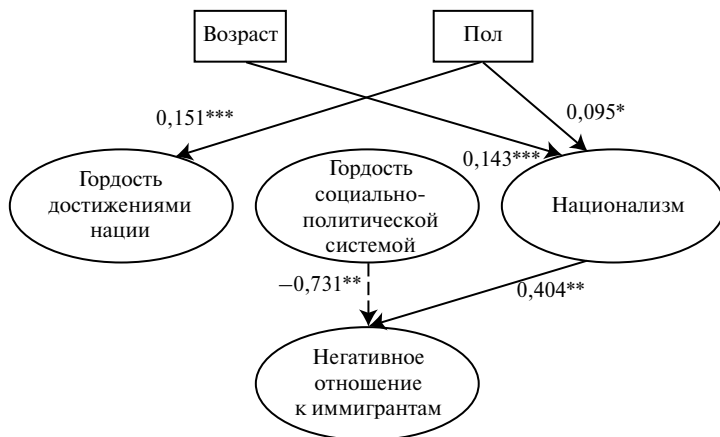 Возраст
Пол
0,151***
0,095*
0,143***
Гордость
достижениями
нации
Гордость
социально-
политической
системой
Национализм
−0,731**
0,404**
Негативное
отношение
к иммигрантам